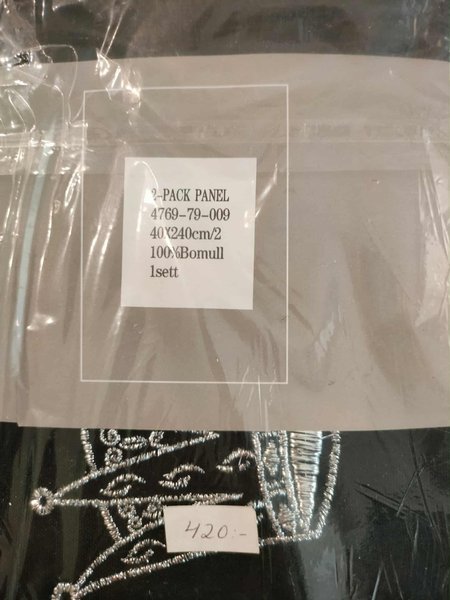 2-PACK PANEL
4769-79-009
40X240cm/2
100%Bomull
1sett
420:-